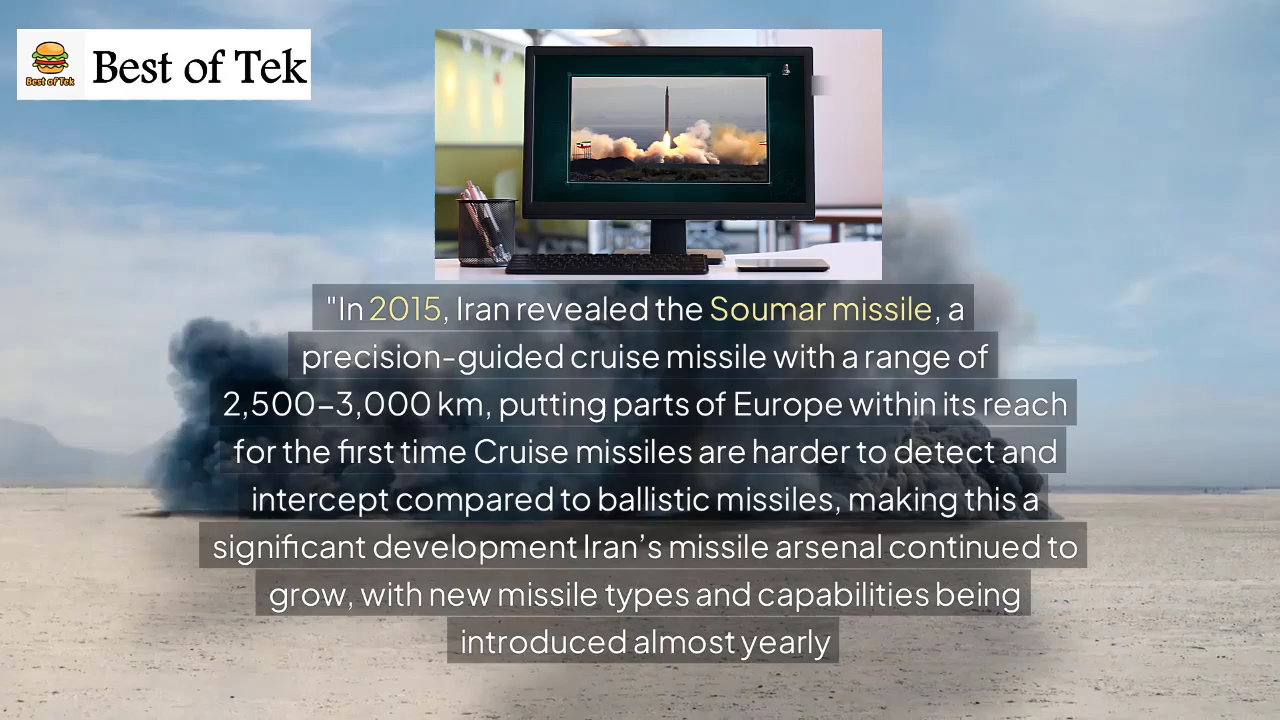 Best of Tek
Best of Tek
"In 2015, Iran revealed the Soumar missile, a
precision-guided cruise missile with a range of
2,500–3,000 km, putting parts of Europe within its reach
for the first time Cruise missiles are harder to detect and
intercept compared to ballistic missiles, making this a
significant development Iran’s missile arsenal continued to
grow, with new missile types and capabilities being
introduced almost yearly